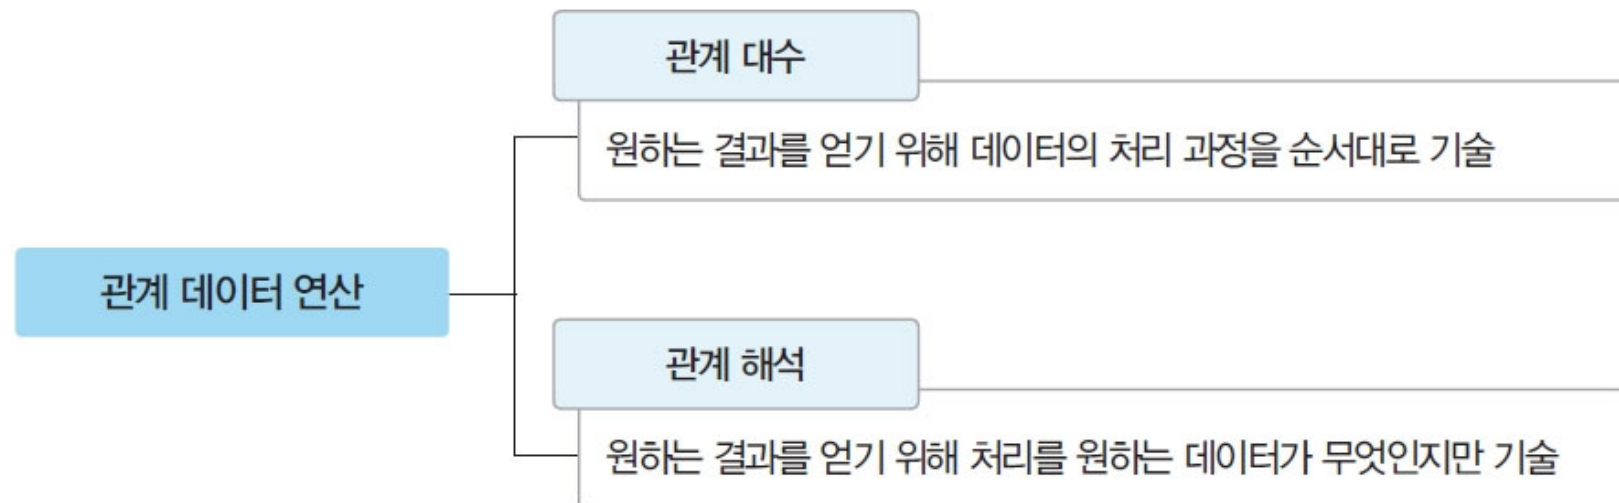 관계 대수
원하는 결과를 얻기 위해 데이터의 처리 과정을 순서대로 기술
관계 데이터 연산
관계 해석
원하는 결과를 얻기 위해 처리를 원하는 데이터가 무엇인지만 기술